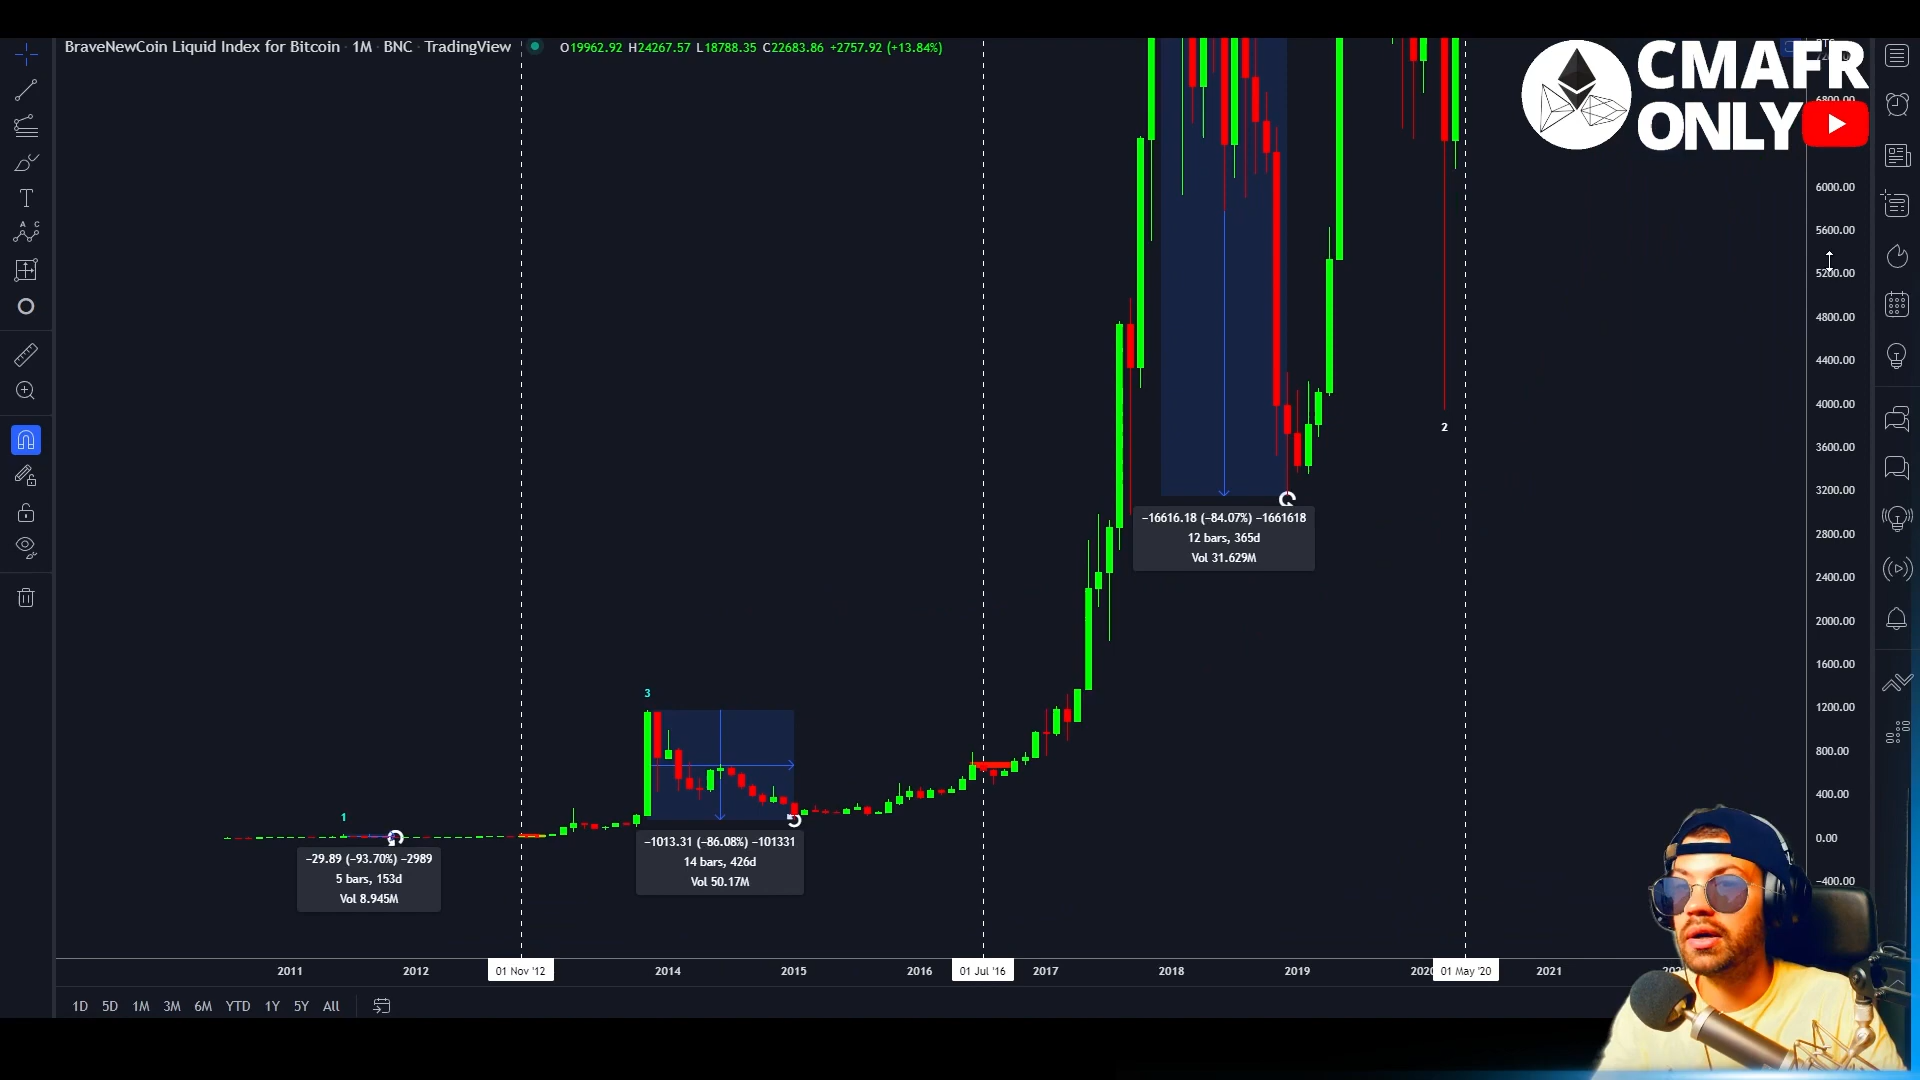 BraveNewCoin Liquid Index for Bitcoin · 1M · BNC · TradingView O19962.92 H24267.57 L18788.35 C22683.86 +2757.92 (+13.84%)
CMAFR
ONLY
6000.00
5600.00
5200.00
4800.00
4400.00
4000.00
3600.00
3200.00
2800.00
2400.00
2000.00
1600.00
1200.00
800.00
400.00
0.00
−400.00
2
−16616.18 (−84.07%) −1661618
12 bars, 365d
Vol 31.629M
3
−1013.31 (−86.08%) −101331
14 bars, 426d
Vol 50.17M
1
−29.89 (−93.70%) −2989
5 bars, 153d
Vol 8.945M
2011 2012 01 Nov '12 2014 2015 2016 01 Jul '16 2017 2018 2019 2020 01 May '20 2021
1D 5D 1M 3M 6M YTD 1Y 5Y All